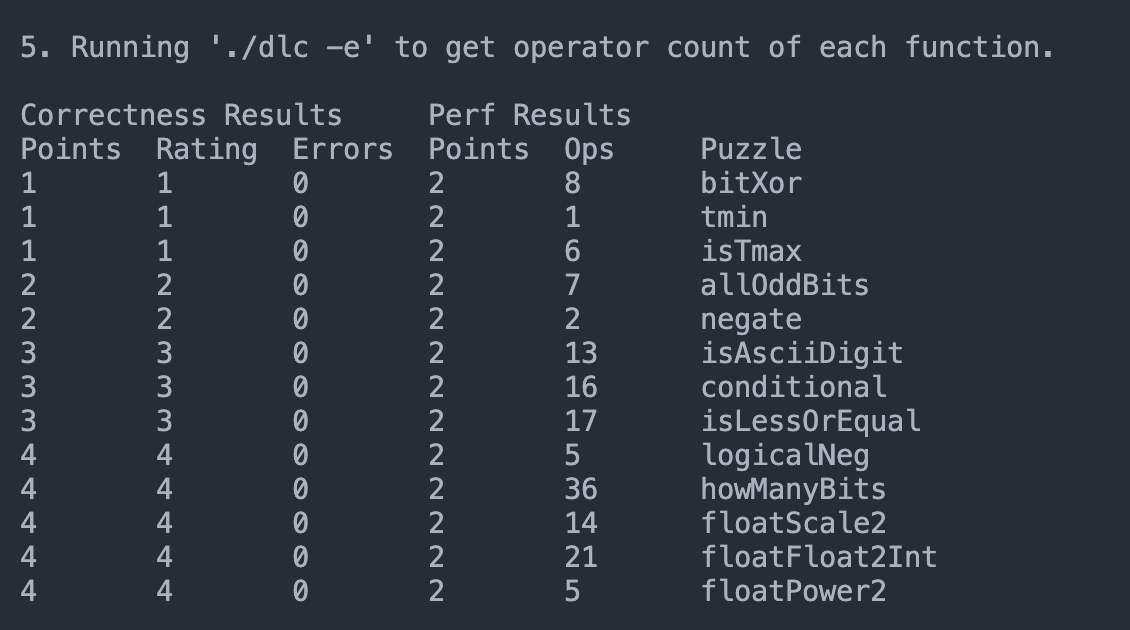 5. Running './dlc -e' to get operator count of each function.
Correctness Results Perf Results
Points Rating Errors Points Ops Puzzle
1 1 0 2 8 bitXor
1 1 0 2 1 tmin
1 1 0 2 6 isTmax
2 2 0 2 7 allOddBits
2 2 0 2 2 negate
3 3 0 2 13 isAsciiDigit
3 3 0 2 16 conditional
3 3 0 2 17 isLessOrEqual
4 4 0 2 5 logicalNeg
4 4 0 2 36 howManyBits
4 4 0 2 14 floatScale2
4 4 0 2 21 floatFloat2Int
4 4 0 2 5 floatPower2